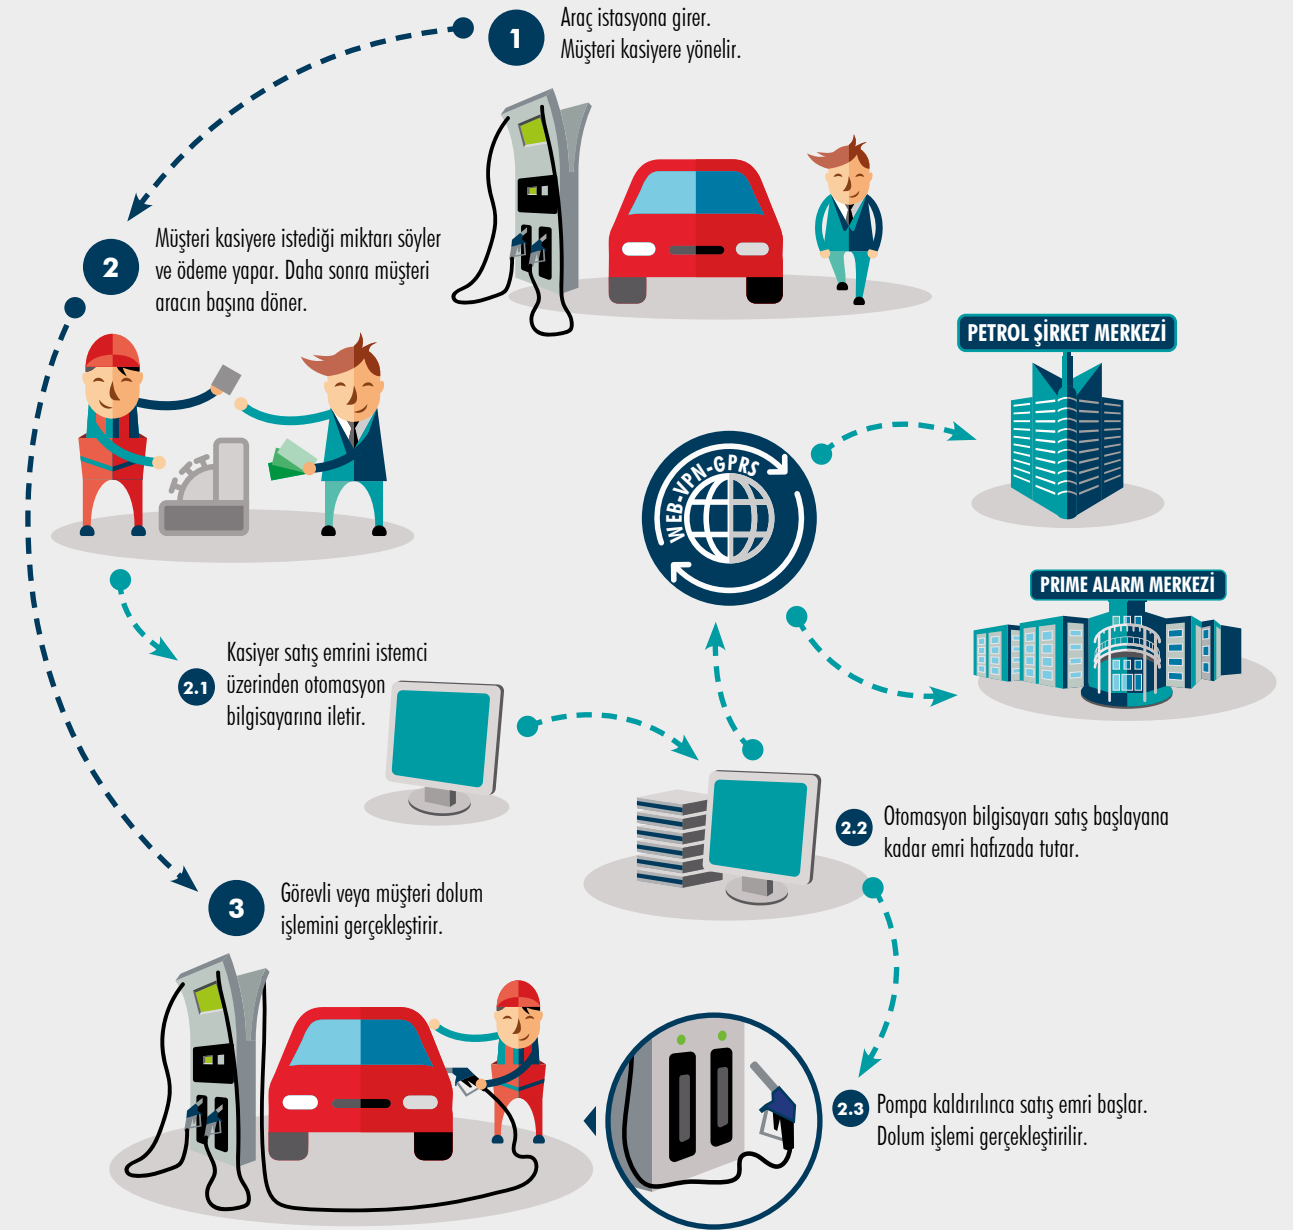 1
Araç istasyona girer.
Müşteri kasiyere yönelir.
2
Müşteri kasiyere istediği miktarı söyler
ve ödeme yapar. Daha sonra müşteri
aracın başına döner.
PETROL ŞİRKET MERKEZİ
WEB-VPN-GPRS
PRIME ALARM MERKEZİ
2.1
Kasiyer satış emrini istemci
üzerinden otomasyon
bilgisayarına iletir.
2.2
Otomasyon bilgisayarı satış başlayana
kadar emri hafızada tutar.
3
Görevli veya müşteri dolum
işlemini gerçekleştirir.
2.3
Pompa kaldırılınca satış emri başlar.
Dolum işlemi gerçekleştirilir.